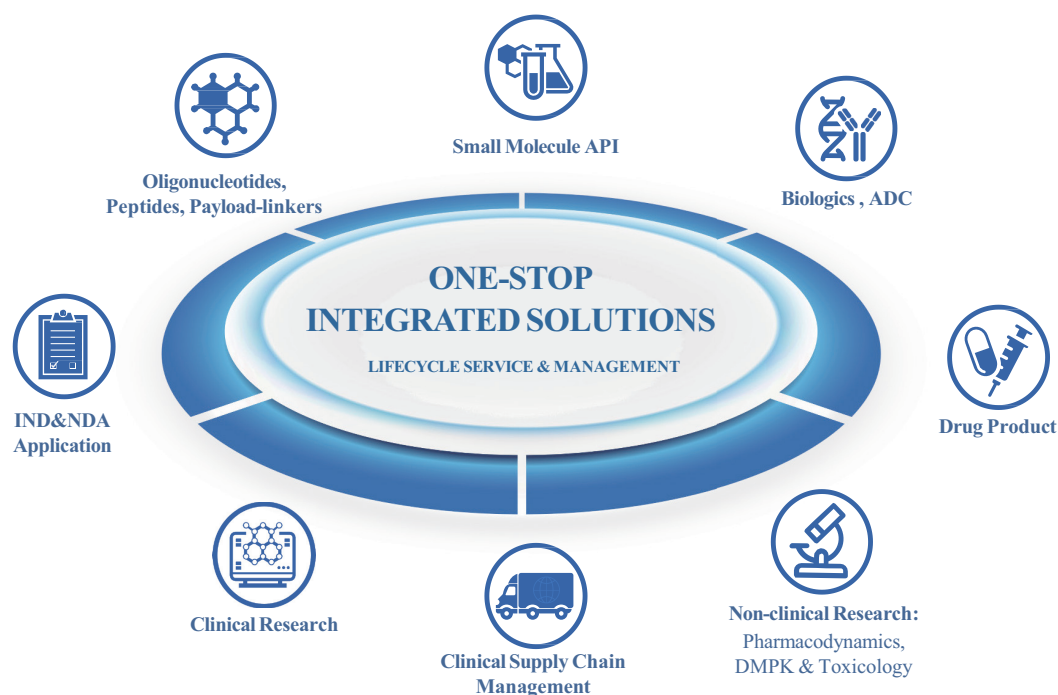 Small Molecule API
Oligonucleotides,
Peptides, Payload-linkers
Biologics , ADC
ONE-STOP
INTEGRATED SOLUTIONS
LIFECYCLE SERVICE & MANAGEMENT
IND&NDA
Application
Drug Product
Clinical Research
Clinical Supply Chain
Management
Non-clinical Research:
Pharmacodynamics,
DMPK & Toxicology